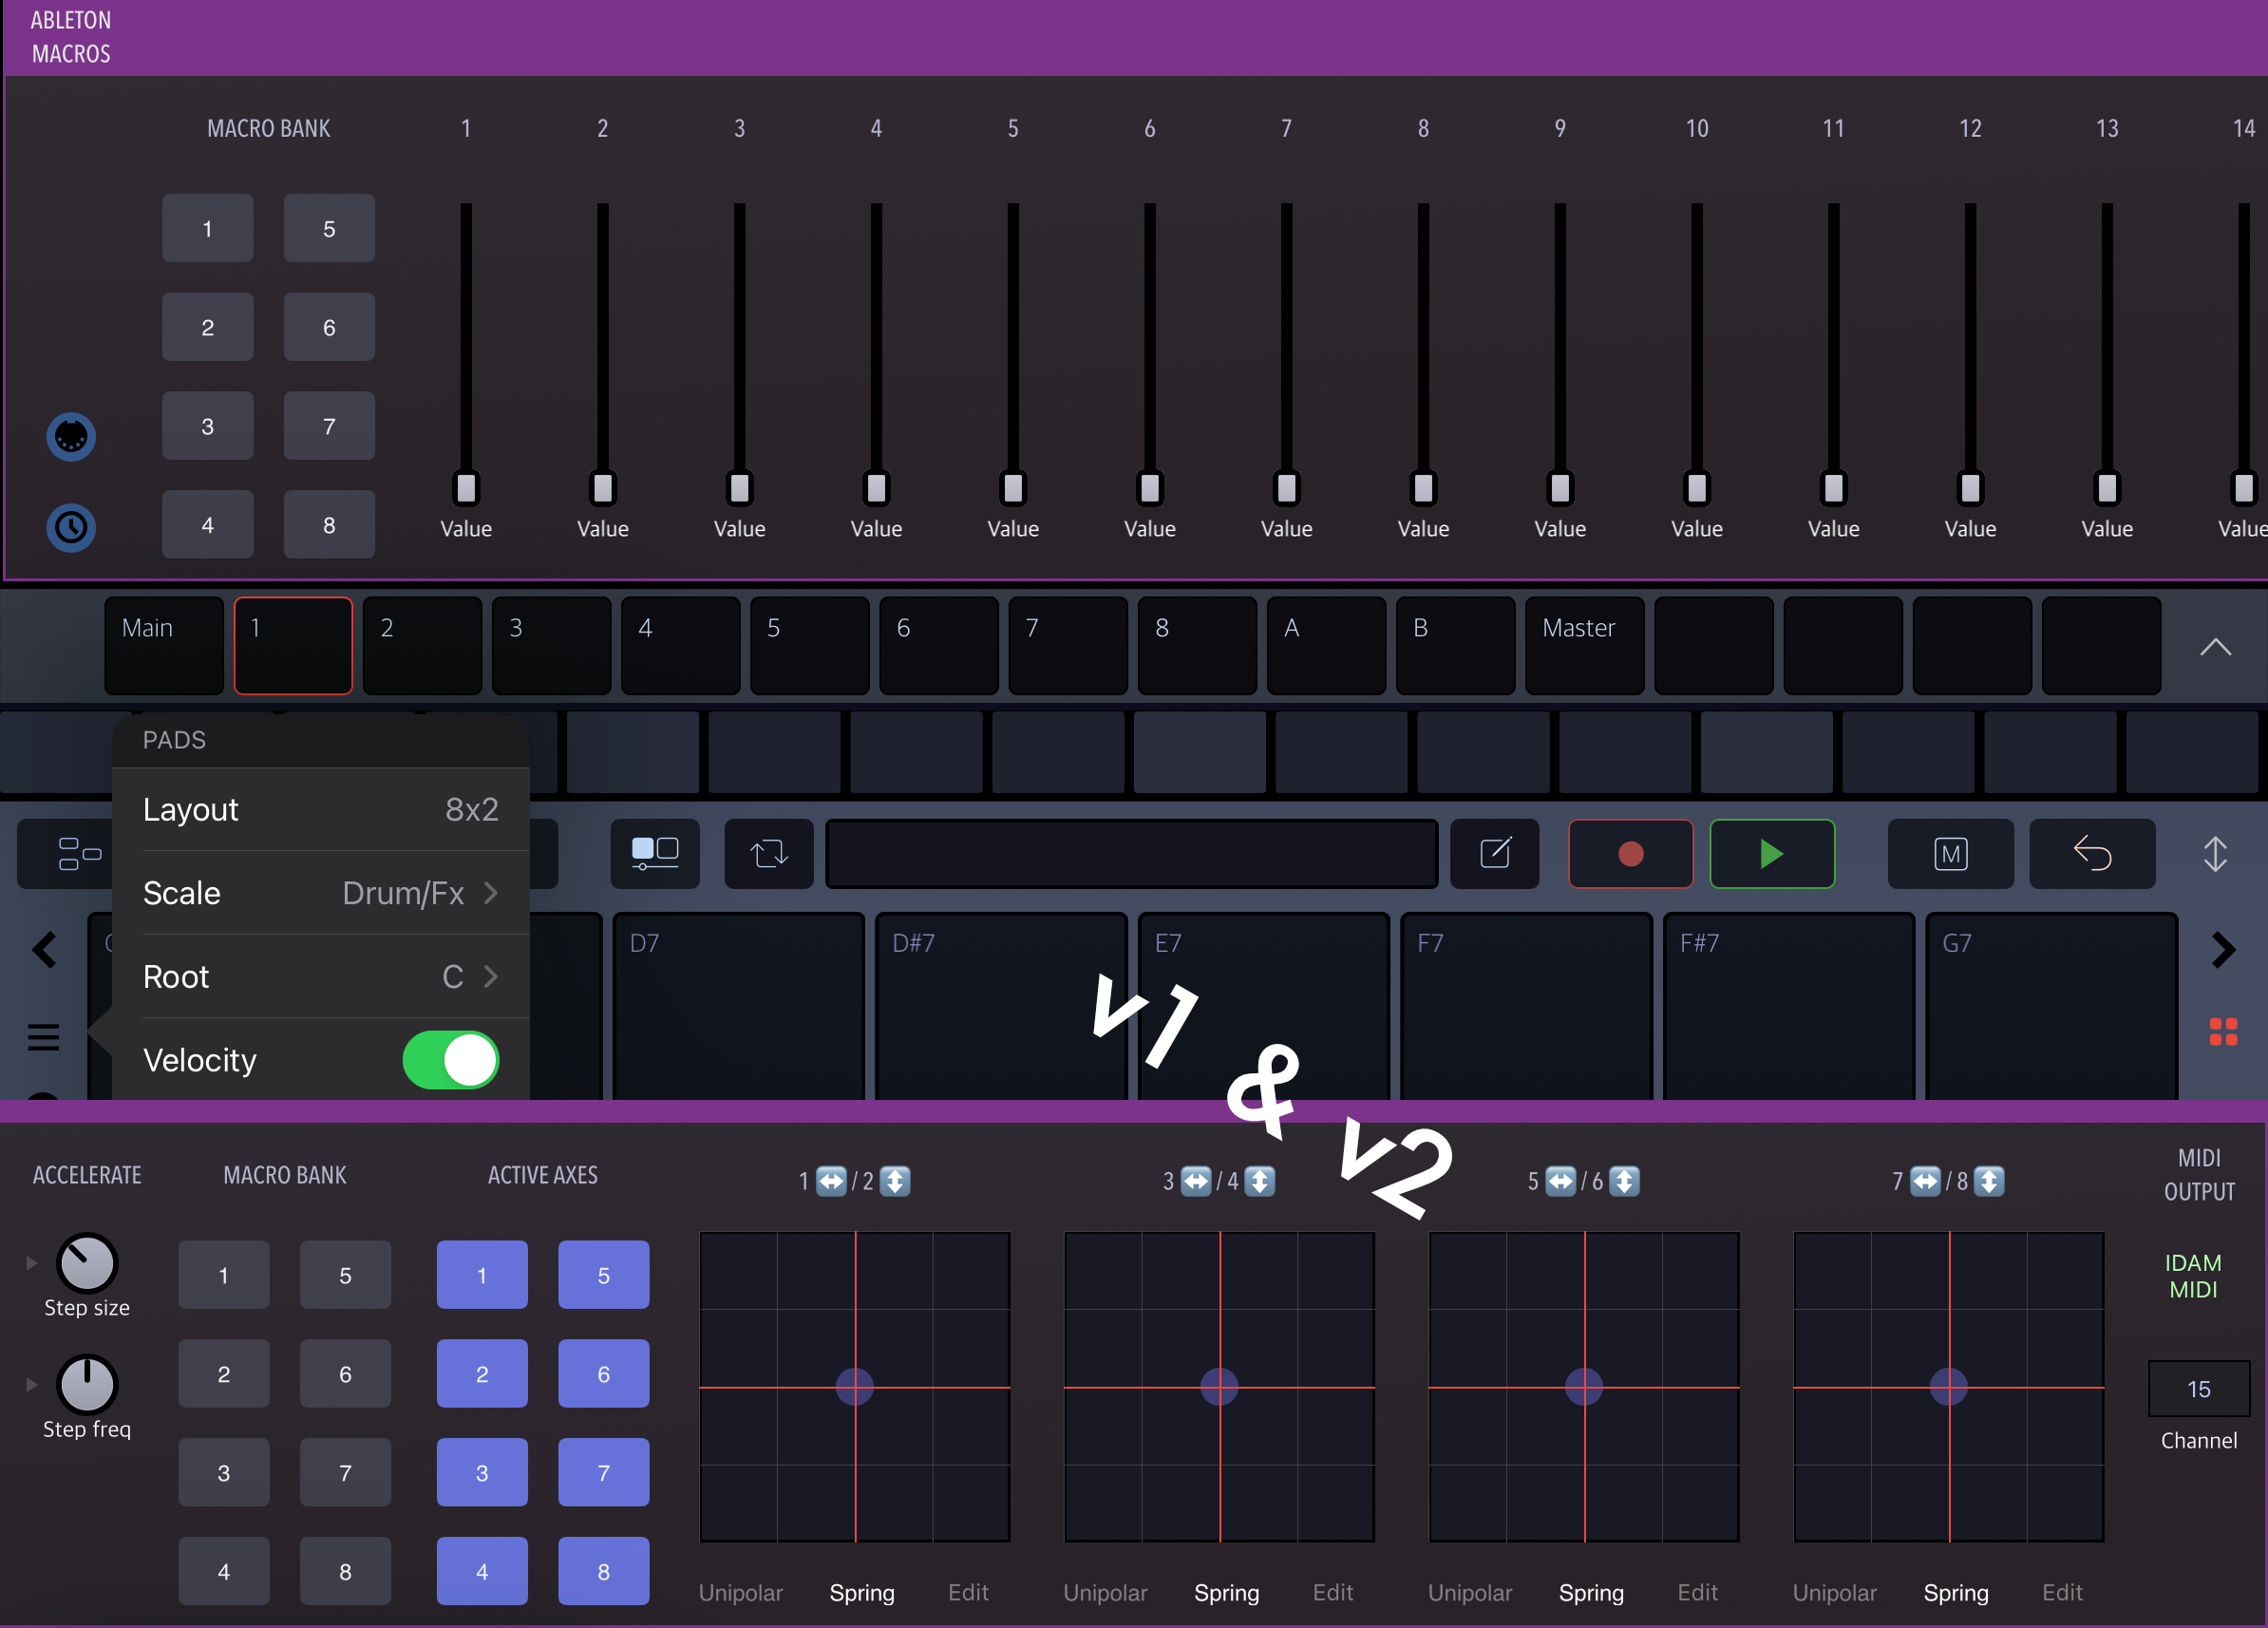 ABLETON
MACROS
MACRO BANK 1 2 3 4 5 6 7 8 9 10 11 12 13 14
1 5
2 6
3 7
4 8
Value Value Value Value Value Value Value Value Value Value Value Value Value Value
Main 1 2 3 4 5 6 7 8 A B Master
PADS
Layout 8x2
M
Scale Drum/Fx
D7 D#7 E7 F7 F#7 G7
Root C
Velocity
v1 & v2
ACCELERATE MACRO BANK ACTIVE AXES 1 ↔️ / 2 ↕️ 3 ↔️ / 4 ↕️ 5 ↔️ / 6 ↕️ 7 ↔️ / 8 ↕️ MIDI
OUTPUT
1 5 1 5
IDAM
MIDI
Step size
2 6 2 6
15
Step freq
Channel
3 7 3 7
4 8 4 8
Unipolar Spring Edit Unipolar Spring Edit Unipolar Spring Edit Unipolar Spring Edit